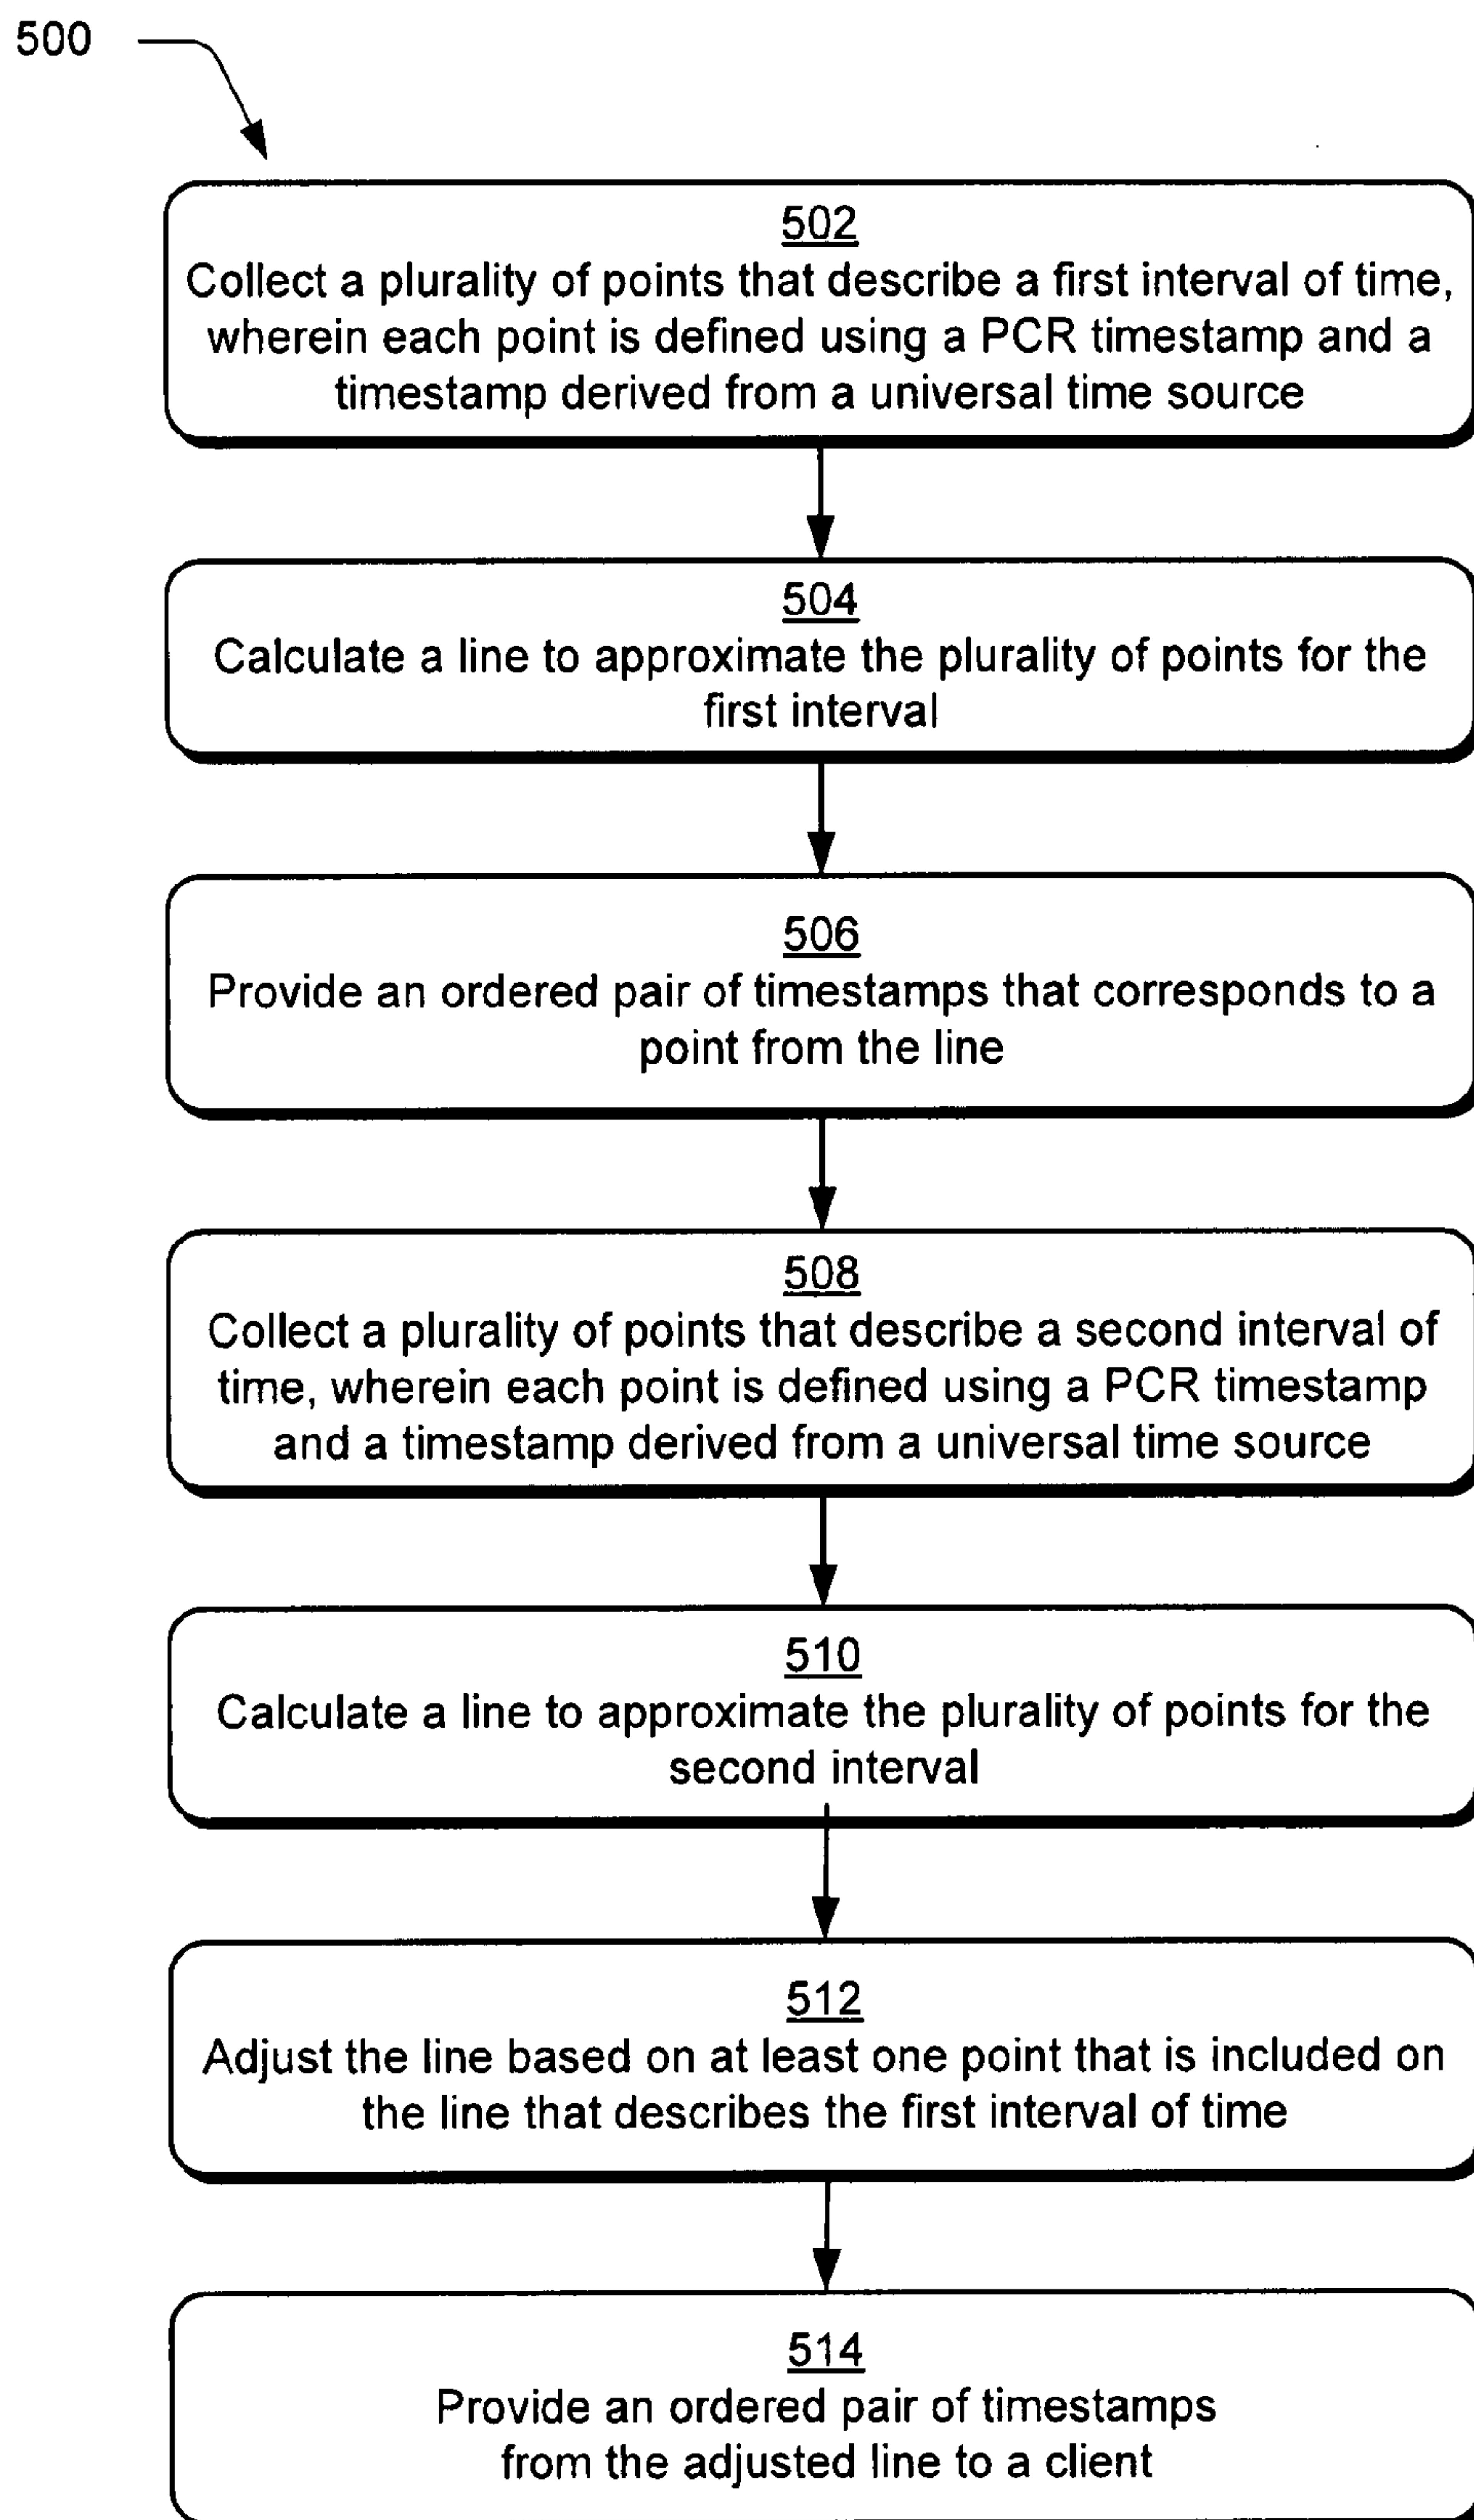 500
502
Collect a plurality of points that describe a first interval of time,
wherein each point is defined using a PCR timestamp and a
timestamp derived from a universal time source
504
Calculate a line to approximate the plurality of points for the
first interval
506
Provide an ordered pair of timestamps that corresponds to a
point from the line
508
Collect a plurality of points that describe a second interval of
time, wherein each point is defined using a PCR timestamp
and a timestamp derived from a universal time source
510
Calculate a line to approximate the plurality of points for the
second interval
512
Adjust the line based on at least one point that is included on
the line that describes the first interval of time
514
Provide an ordered pair of timestamps
from the adjusted line to a client